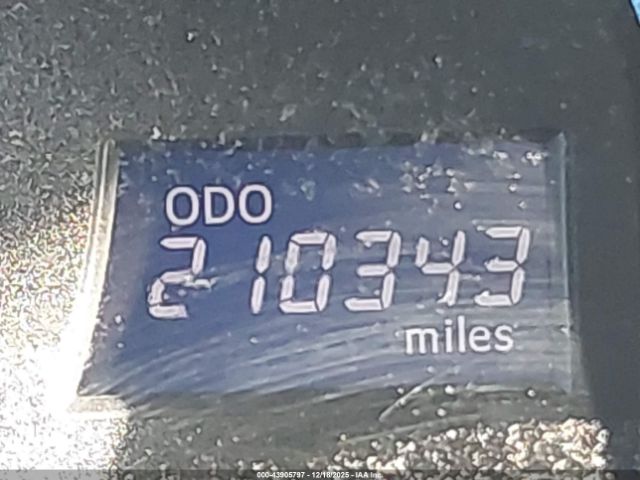 ODO
210343
miles
000-43905797 - 12/18/2025 - IAA Inc.